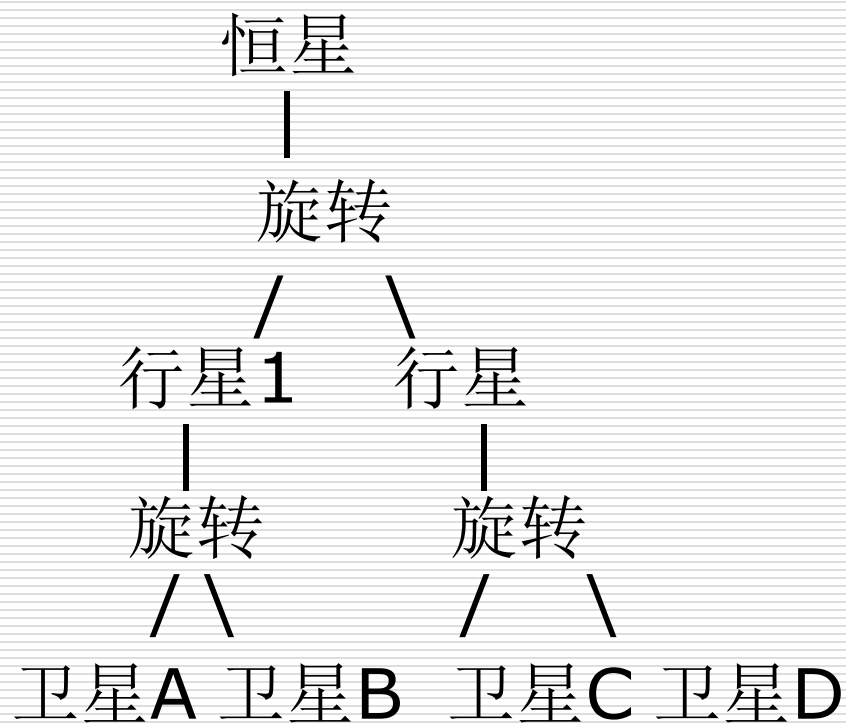 恒星
|
旋转
/ \
行星1 行星
| |
旋转 旋转
/ \ / \
卫星A 卫星B 卫星C 卫星D